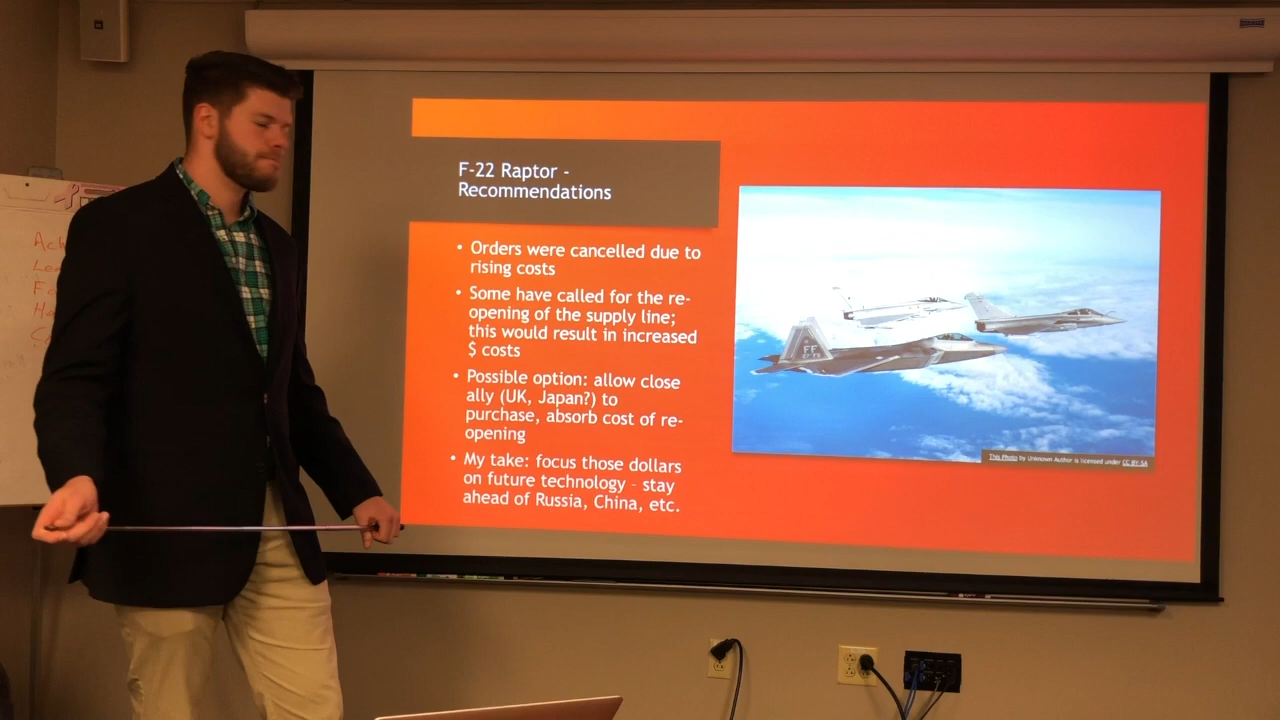 F-22 Raptor -
Recommendations
• Orders were cancelled due to
rising costs
• Some have called for the re-
opening of the supply line;
this would result in increased
$ costs
• Possible option: allow close
ally (UK, Japan?) to
purchase, absorb cost of re-
opening
• My take: focus those dollars
on future technology - stay
ahead of Russia, China, etc.
FF
This Photo by Unknown Author is licensed under CC BY-SA